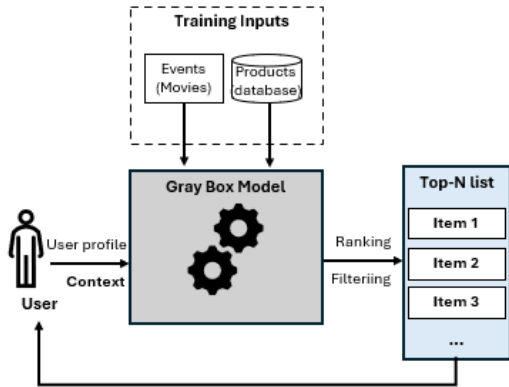 Training Inputs
Events
(Movies)
Products
(database)
Gray Box Model
User profile
Context
User
Ranking
Filteriing
Top-N list
Item 1
Item 2
Item 3
...